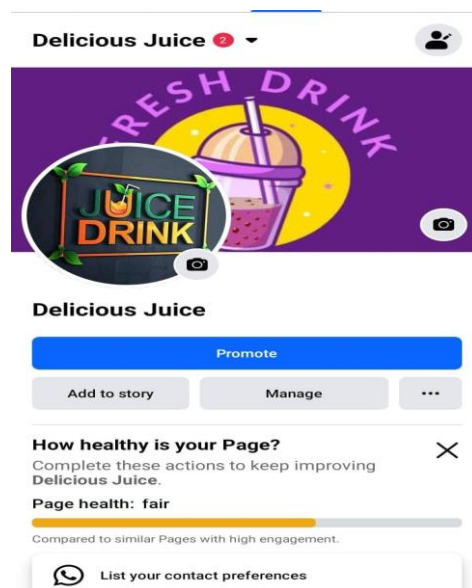 Delicious Juice 2
FRESH DRINK
JUICE
DRINK
Delicious Juice
Promote
Add to story
Manage
...
How healthy is your Page?
Complete these actions to keep improving
Delicious Juice.
Page health: fair
Compared to similar Pages with high engagement.
List your contact preferences